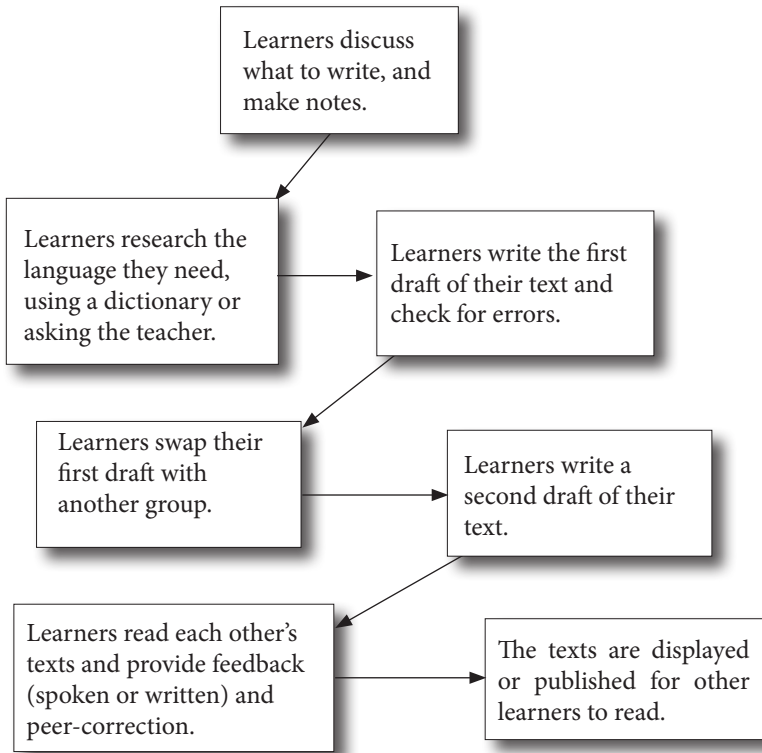 Learners discuss
what to write, and
make notes.
Learners research the
language they need,
using a dictionary or
asking the teacher.
Learners write the first
draft of their text and
check for errors.
Learners swap their
first draft with
another group.
Learners write a
second draft of their
text.
Learners read each other’s
texts and provide feedback
(spoken or written) and
peer-correction.
The texts are displayed
or published for other
learners to read.